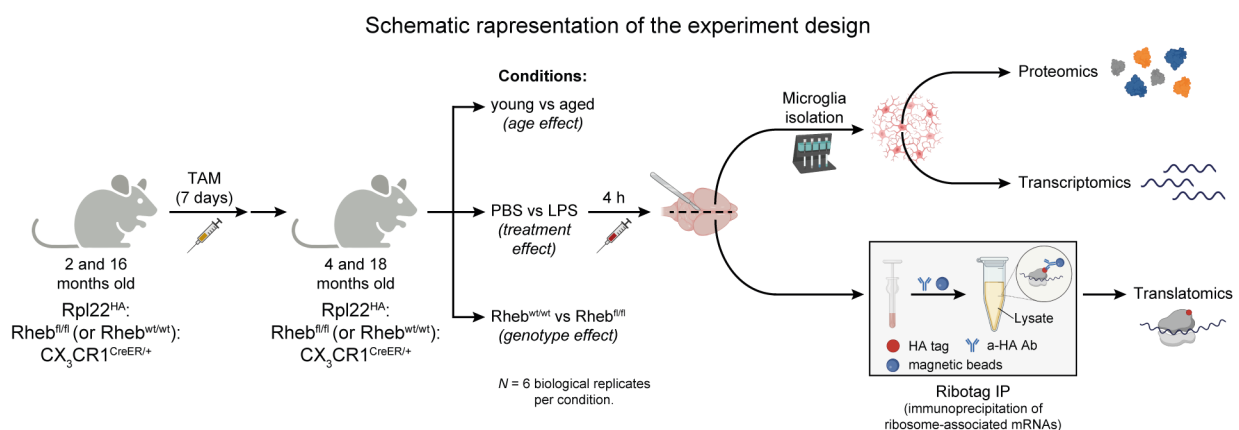 Schematic rapresentation of the experiment design
TAM
(7 days)
2 and 16
months old
Rpl22ᴴᴬ:
Rhebᶠˡ/ᶠˡ (or Rhebʷᵗ/ʷᵗ):
CX₃CR1ᶜʳᵉᴱᴿ/⁺
4 and 18
months old
Rpl22ᴴᴬ:
Rhebᶠˡ/ᶠˡ (or Rhebʷᵗ/ʷᵗ):
CX₃CR1ᶜʳᵉᴱᴿ/⁺
Conditions:
young vs aged
(age effect)
PBS vs LPS
(treatment
effect)
Rhebʷᵗ/ʷᵗ vs Rhebᶠˡ/ᶠˡ
(genotype effect)
N = 6 biological replicates
per condition.
4 h
Microglia
isolation
Proteomics
Transcriptomics
Lysate
HA tag
a-HA Ab
magnetic beads
Ribotag IP
(immunoprecipitation of
ribosome-associated mRNAs)
Translatomics